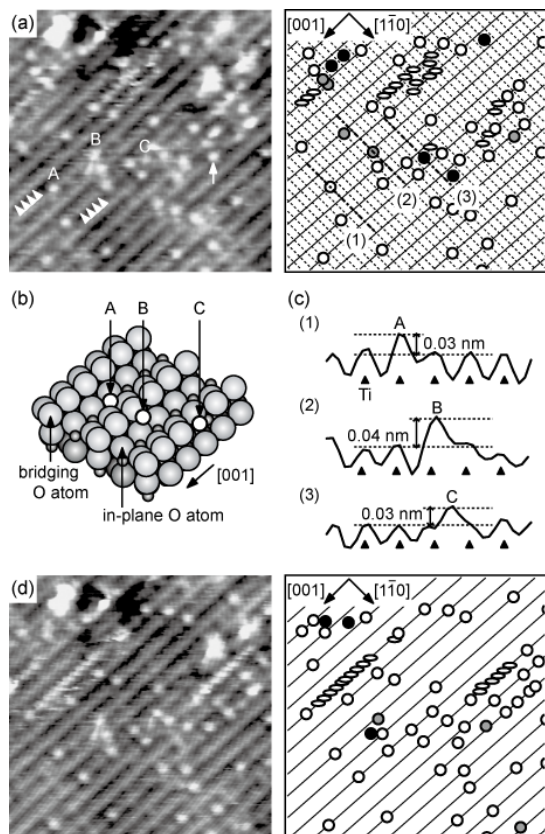 (a)
A
B
C
[001]
[11̄0]
(1)
(2)
(3)
(b)
A B C
bridging
O atom
in-plane O atom
[001]
(c)
(1)
A
0.03 nm
Ti
(2)
B
0.04 nm
(3)
C
0.03 nm
(d)
[001]
[11̄0]